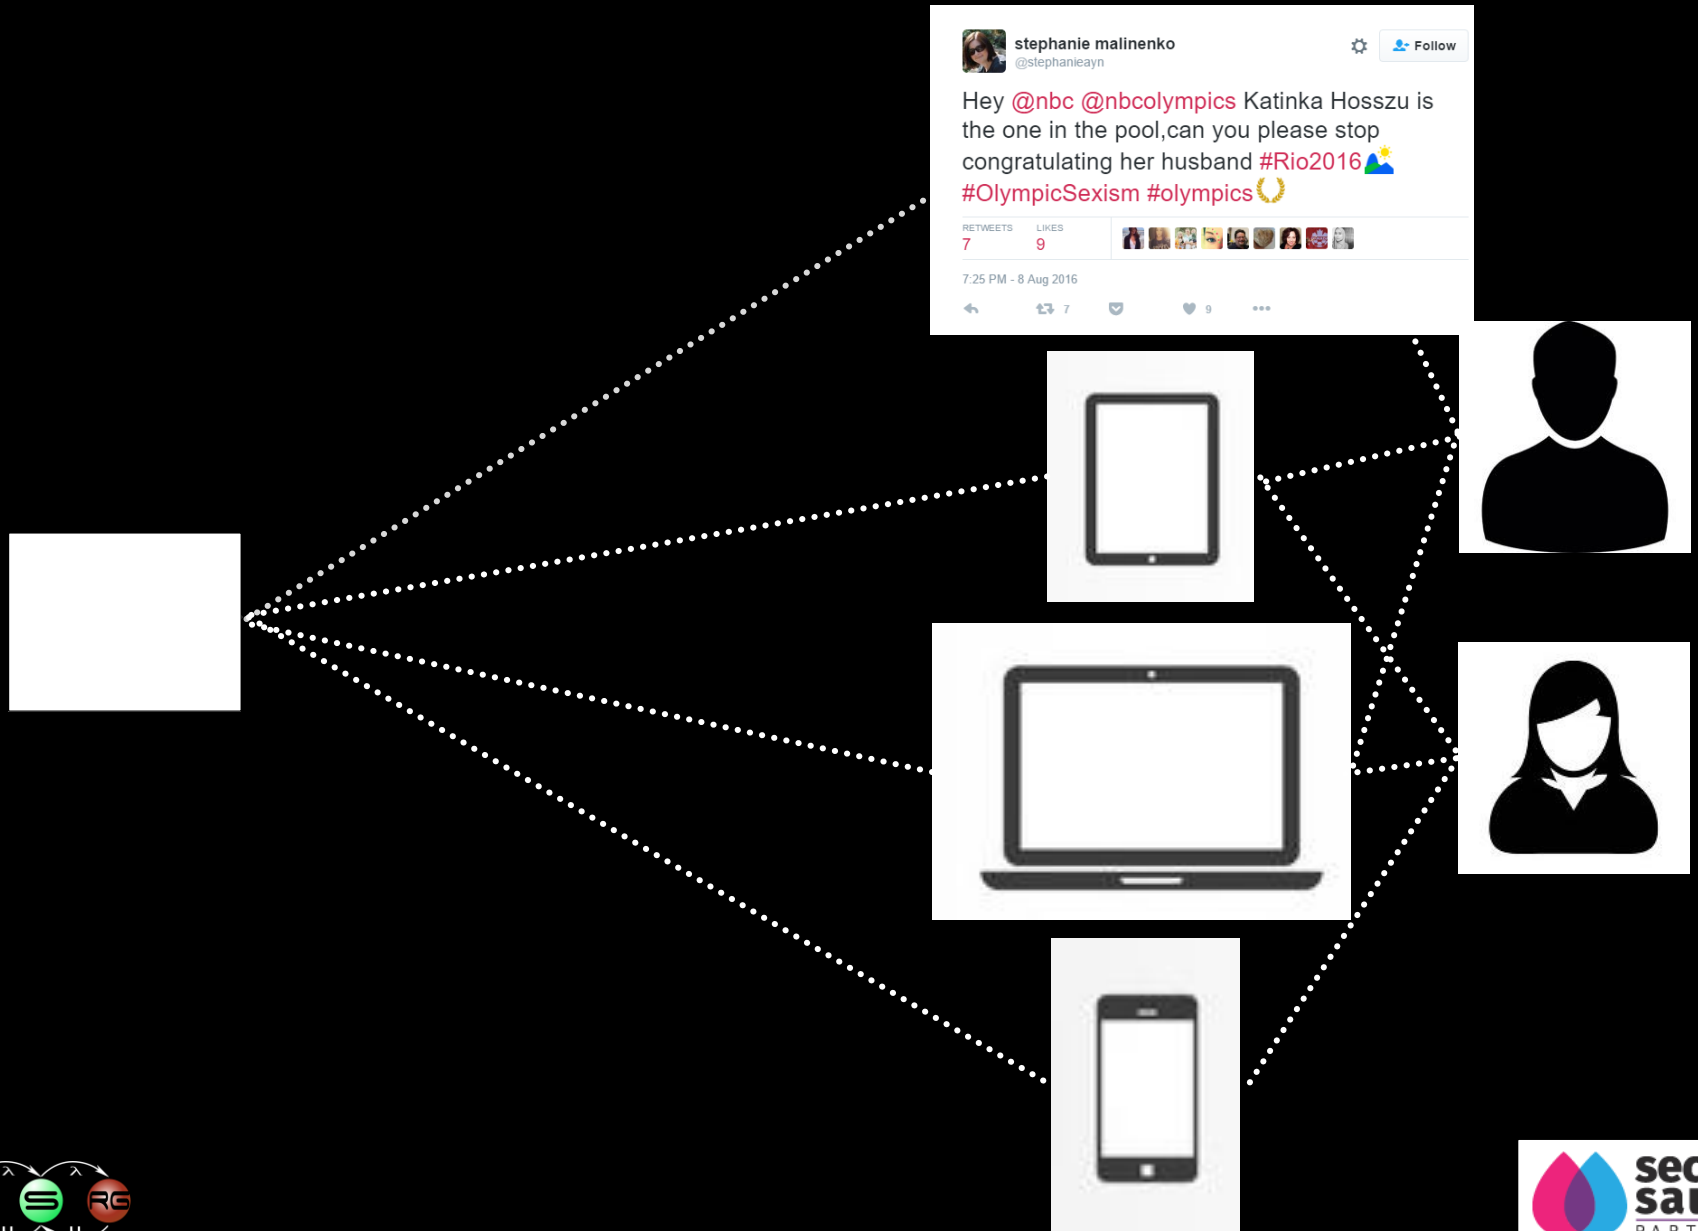 stephanie malinenko
@stephanieayn
Follow
Hey @nbc @nbcolympics Katinka Hosszu is
the one in the pool,can you please stop
congratulating her husband #Rio2016
#OlympicSexism #olympics
RETWEETS LIKES
7 9
7:25 PM - 8 Aug 2016
7 9
λ λ
S RG